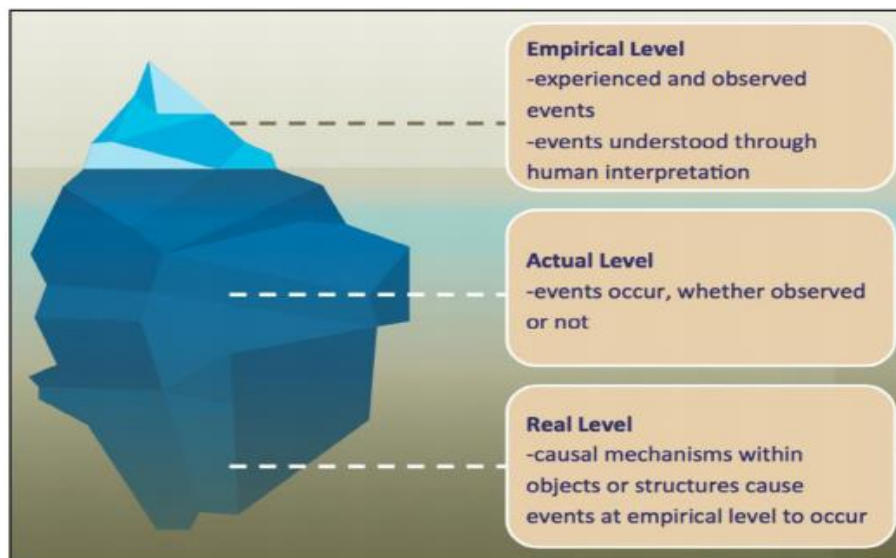 Empirical Level
-experienced and observed
events
-events understood through
human interpretation
Actual Level
-events occur, whether observed
or not
Real Level
-causal mechanisms within
objects or structures cause
events at empirical level to occur